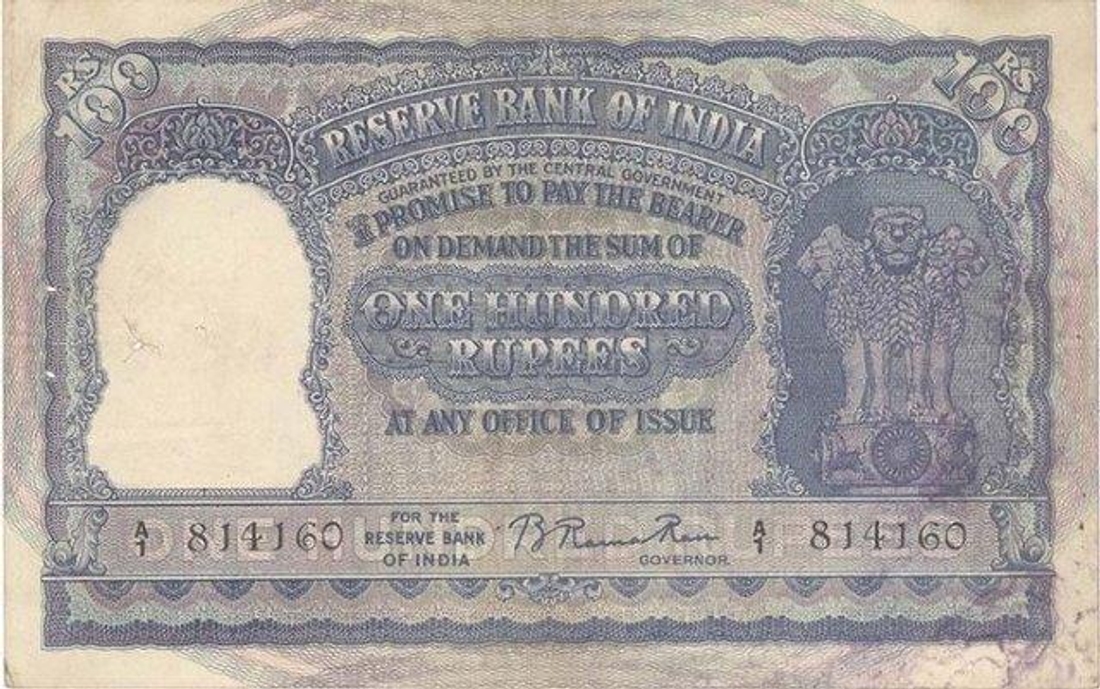 RS 100
RS 100
RESERVE BANK OF INDIA
GUARANTEED BY THE CENTRAL GOVERNMENT
I PROMISE TO PAY THE BEARER
ON DEMAND THE SUM OF
ONE HUNDRED
RUPEES
AT ANY OFFICE OF ISSUE
A/1 814160
FOR THE
RESERVE BANK
OF INDIA
B Rama Rau
GOVERNOR.
A/1 814160